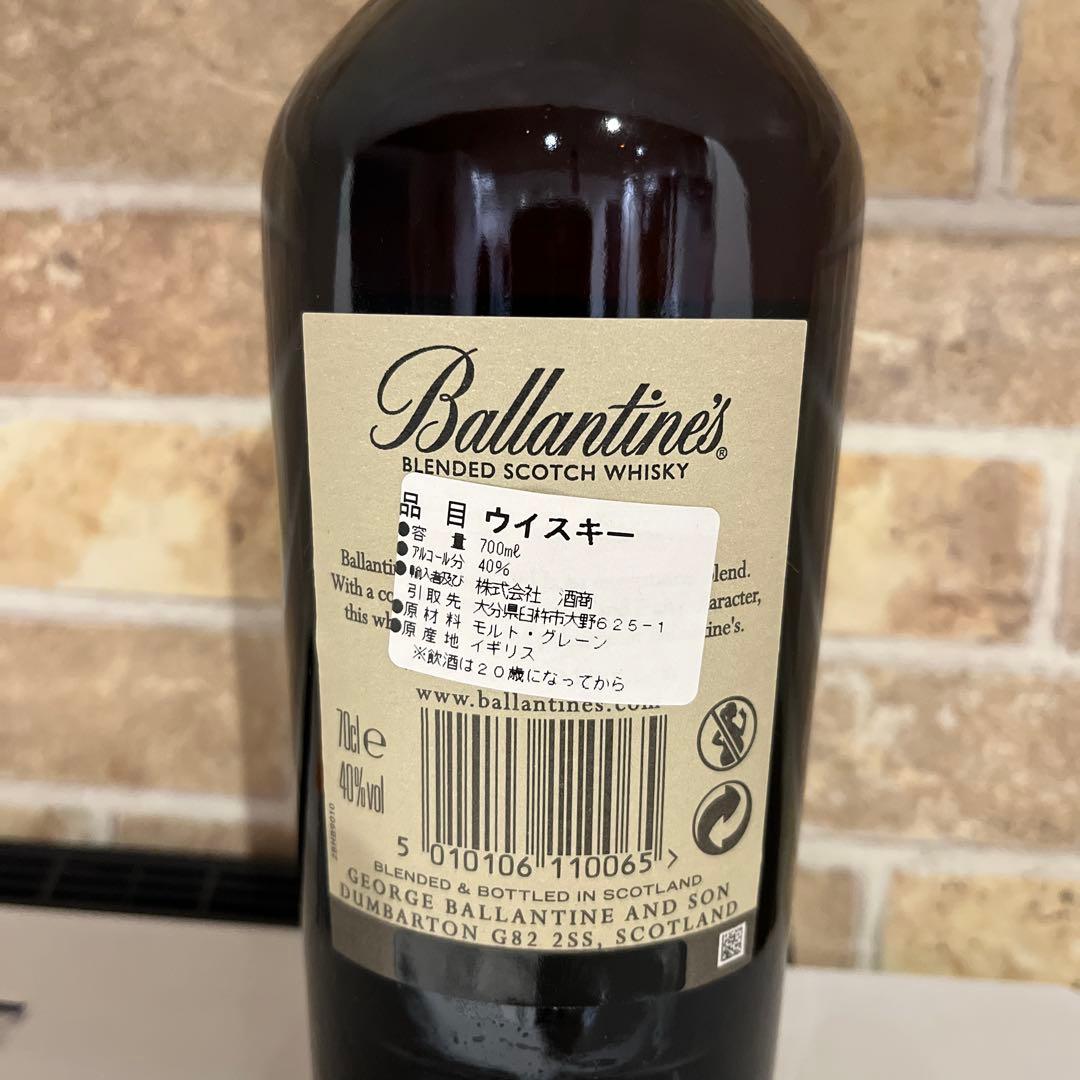 Ballantine's®
BLENDED SCOTCH WHISKY
品目 ウイスキー
●容量 700mℓ
●アルコール分 40%
●輸入者及び 株式会社 酒商
引取先 大分県臼杵市大野625-1
●原材料 モルト・グレーン
●原産地 イギリス
※飲酒は20歳になってから
lend.
With a
aracter,
this
ine's.
www.ballantines.com
70cl e
40%vol
5 010106 110065 >
BLENDED & BOTTLED IN SCOTLAND
GEORGE BALLANTINE AND SON
DUMBARTON G82 2SS, SCOTLAND